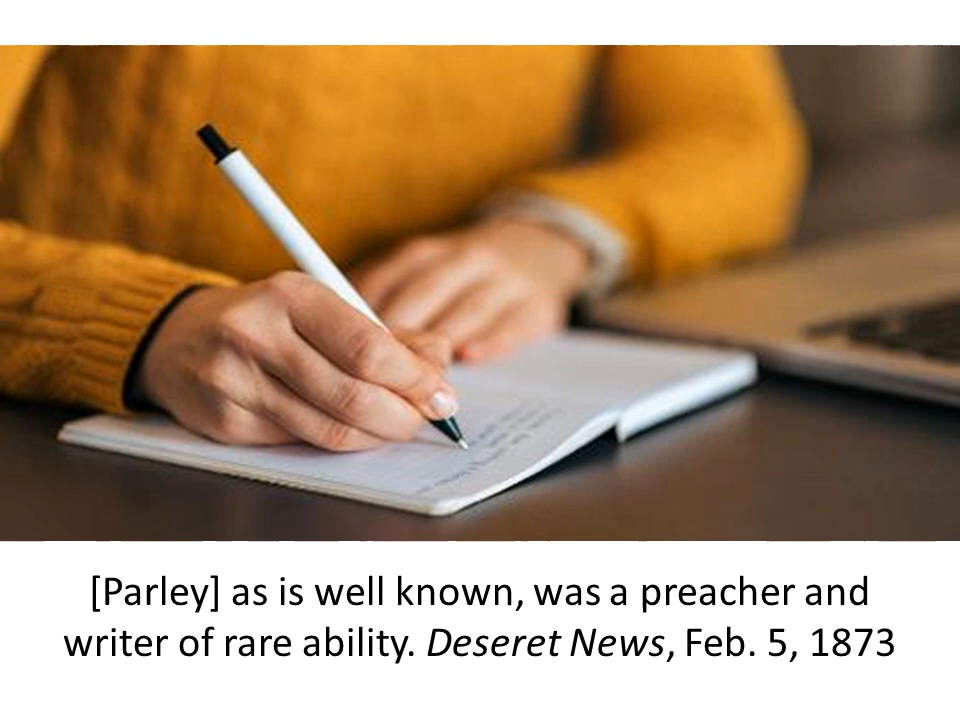 [Parley] as is well known, was a preacher and
writer of rare ability. Deseret News, Feb. 5, 1873